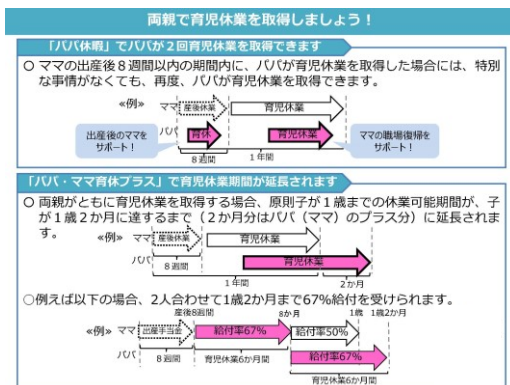 両親で育児休業を取得しましょう！
「パパ休暇」でパパが２回育児休業を取得できます
○ ママの出産後８週間以内の期間内に、パパが育児休業を取得した場合には、特別
な事情がなくても、再度、パパが育児休業を取得できます。
≪例≫ ママ 産後休業 育児休業
パパ 育休 育児休業
出産後のママを
サポート！
ママの職場復帰を
サポート！
８週間 １年間
「パパ・ママ育休プラス」で育児休業期間が延長されます
○ 両親がともに育児休業を取得する場合、原則子が１歳までの休業可能期間が、子
が１歳２か月に達するまで（２か月分はパパ（ママ）のプラス分）に延長されま
す。
≪例≫ ママ 産後休業 育児休業
パパ 育児休業
８週間
１年間 ２か月
○例えば以下の場合、2人合わせて1歳2か月まで67%給付を受けられます。
産後8週間 8か月 1歳 1歳2か月
≪例≫ ママ 出産手当金 給付率67% 給付率50%
パパ 給付率67%
８週間 育児休業6か月間
育児休業6か月間